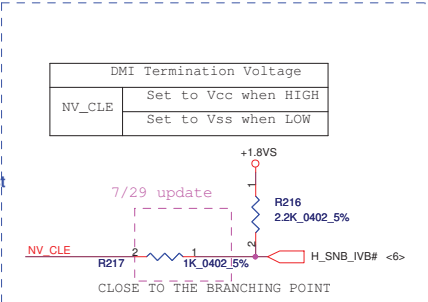 DMI Termination Voltage
NV_CLE
Set to Vcc when HIGH
Set to Vss when LOW
+1.8VS
7/29 update
1
R216
2.2K_0402_5%
2
NV_CLE
2
1
H_SNB_IVB# <6>
R217
1K_0402_5%
CLOSE TO THE BRANCHING POINT
t